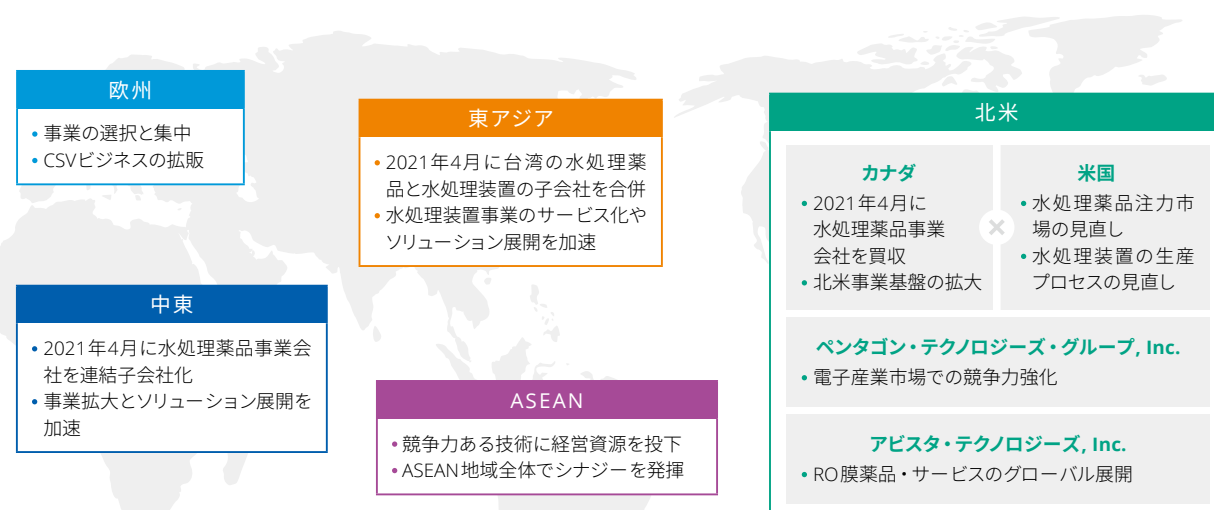 欧州
• 事業の選択と集中
• CSVビジネスの拡販
中東
• 2021年4月に水処理薬品事業会
社を連結子会社化
• 事業拡大とソリューション展開を
加速
東アジア
• 2021年4月に台湾の水処理薬
品と水処理装置の子会社を合併
• 水処理装置事業のサービス化や
ソリューション展開を加速
ASEAN
• 競争力ある技術に経営資源を投下
• ASEAN地域全体でシナジーを発揮
北米
カナダ
• 2021年4月に
水処理薬品事業
会社を買収
• 北米事業基盤の拡大
×
米国
• 水処理薬品注力市
場の見直し
• 水処理装置の生産
プロセスの見直し
ペンタゴン・テクノロジーズ・グループ, Inc.
• 電子産業市場での競争力強化
アビスタ・テクノロジーズ, Inc.
• RO膜薬品・サービスのグローバル展開